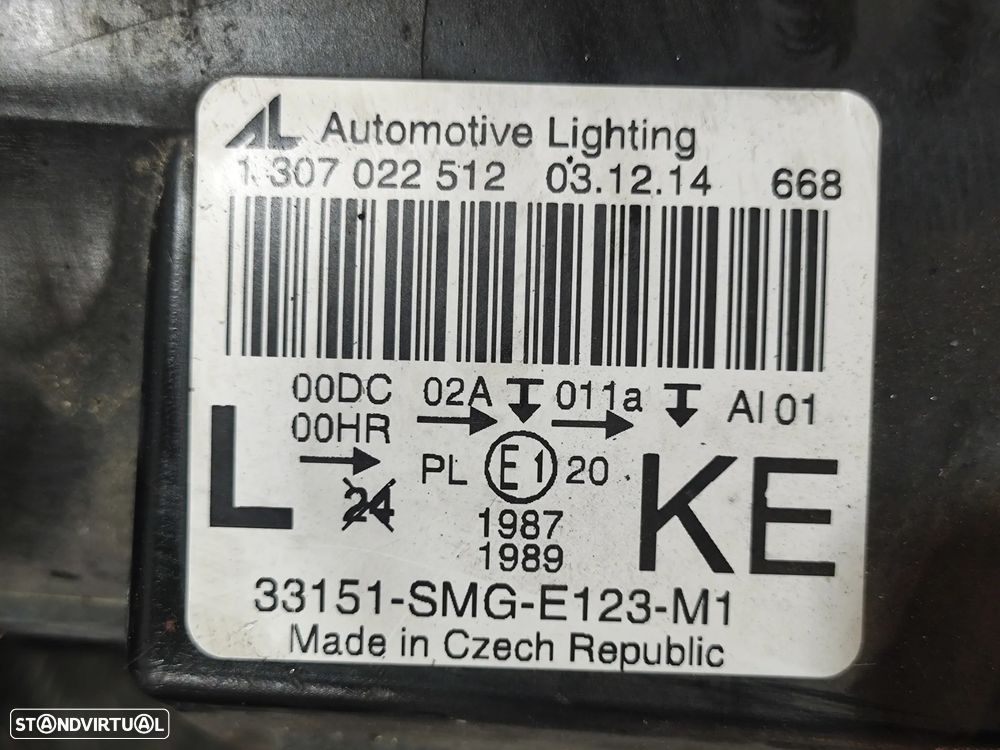 AL Automotive Lighting
1 307 022 512 03.12.14 668
00DC 02A 011a AI 01
00HR
L PL E1 20 KE
24
1987
1989
33151-SMG-E123-M1
Made in Czech Republic
STANDVIRTUAL